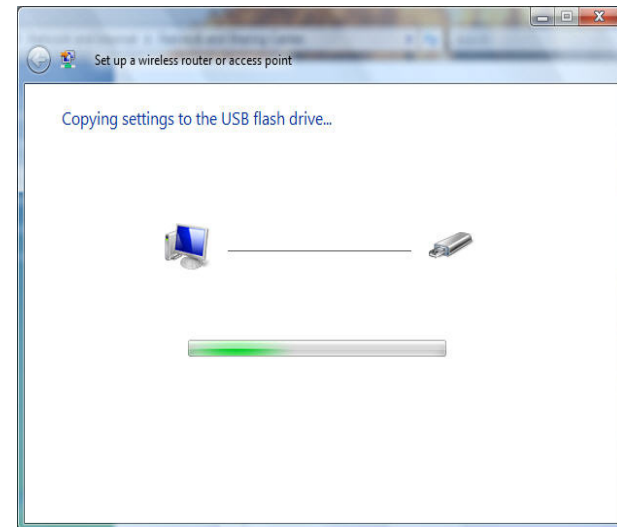 Set up a wireless router or access point
Copying settings to the USB flash drive...